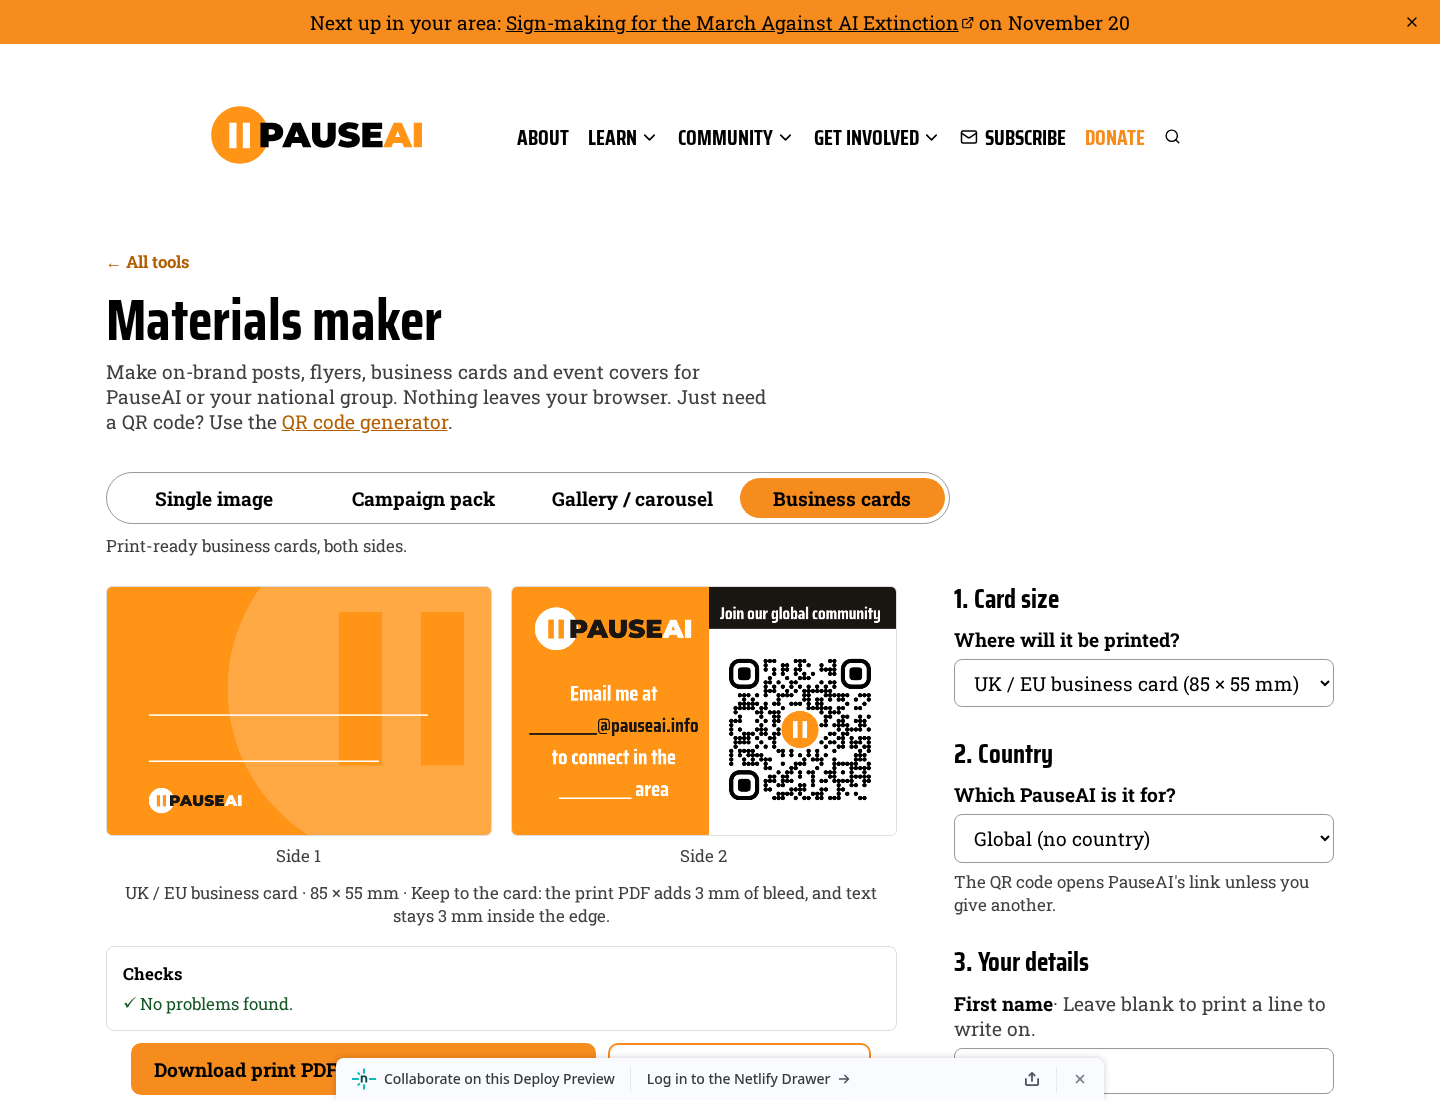 Next up in your area: Sign-making for the March Against AI Extinction on November 20
PAUSEAI
ABOUT
LEARN
COMMUNITY
GET INVOLVED
SUBSCRIBE
DONATE
← All tools
Materials maker
Make on-brand posts, flyers, business cards and event covers for
PauseAI or your national group. Nothing leaves your browser. Just need
a QR code? Use the QR code generator.
Single image
Campaign pack
Gallery / carousel
Business cards
Print-ready business cards, both sides.
PAUSEAI
Side 1
PAUSEAI
Email me at
________@pauseai.info
to connect in the
________ area
Join our global community
Side 2
UK / EU business card · 85 × 55 mm · Keep to the card: the print PDF adds 3 mm of bleed, and text
stays 3 mm inside the edge.
Checks
✓ No problems found.
Download print PDF
1. Card size
Where will it be printed?
UK / EU business card (85 × 55 mm)
2. Country
Which PauseAI is it for?
Global (no country)
The QR code opens PauseAI's link unless you
give another.
3. Your details
First name· Leave blank to print a line to
write on.
Collaborate on this Deploy Preview
Log in to the Netlify Drawer →